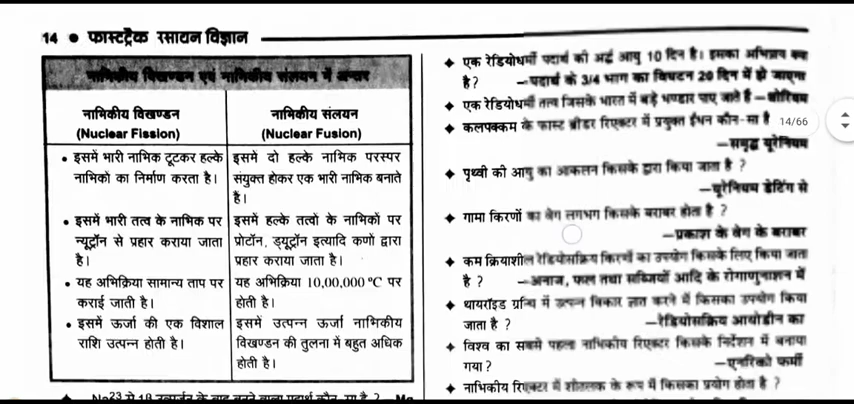 14 ● फास्टट्रैक रसायन विज्ञान
नाभिकीय विखण्डन एवं नाभिकीय संलयन में अन्तर
नाभिकीय विखण्डन
(Nuclear Fission)
नाभिकीय संलयन
(Nuclear Fusion)
• इसमें भारी नाभिक टूटकर हल्के
नाभिकों का निर्माण करता है।
इसमें दो हल्के नाभिक परस्पर
संयुक्त होकर एक भारी नाभिक बनाते
हैं।
• इसमें भारी तत्व के नाभिक पर
न्यूट्रॉन से प्रहार कराया जाता
है।
इसमें हल्के तत्वों के नाभिकों पर
प्रोटॉन, ड्यूट्रॉन इत्यादि कणों द्वारा
प्रहार कराया जाता है।
• यह अभिक्रिया सामान्य ताप पर
कराई जाती है।
यह अभिक्रिया 10,00,000 °C पर
होती है।
• इसमें ऊर्जा की एक विशाल
राशि उत्पन्न होती है।
इसमें उत्पन्न ऊर्जा नाभिकीय
विखण्डन की तुलना में बहुत अधिक
होती है।
◆ एक रेडियोधर्मी पदार्थ की अर्द्ध आयु 10 दिन है। इसका अभिप्राय क्या
है? —पदार्थ के 3/4 भाग का विघटन 20 दिन में हो जाएगा
◆ एक रेडियोधर्मी तत्व जिसके भारत में बड़े भण्डार पाए जाते हैं —थोरियम
◆ कलपक्कम के फास्ट ब्रीडर रिएक्टर में प्रयुक्त ईंधन कौन-सा है
14/66
—समृद्ध यूरेनियम
◆ पृथ्वी की आयु का आकलन किसके द्वारा किया जाता है ?
—यूरेनियम डेटिंग से
◆ गामा किरणों का वेग लगभग किसके बराबर होता है ?
—प्रकाश के वेग के बराबर
◆ कम क्रियाशील रेडियोसक्रिय किरणों का उपयोग किसके लिए किया जाता
है ? —अनाज, फल तथा सब्जियों आदि के रोगाणुनाशन में
◆ थायरॉइड ग्रन्थि में उत्पन्न विकार ज्ञात करने में किसका उपयोग किया
जाता है ? —रेडियोसक्रिय आयोडीन का
◆ विश्व का सबसे पहला नाभिकीय रिएक्टर किसके निर्देशन में बनाया
गया? —एनरिको फर्मी
◆ नाभिकीय रिएक्टर में शीतलक के रूप में किसका प्रयोग होता है ?